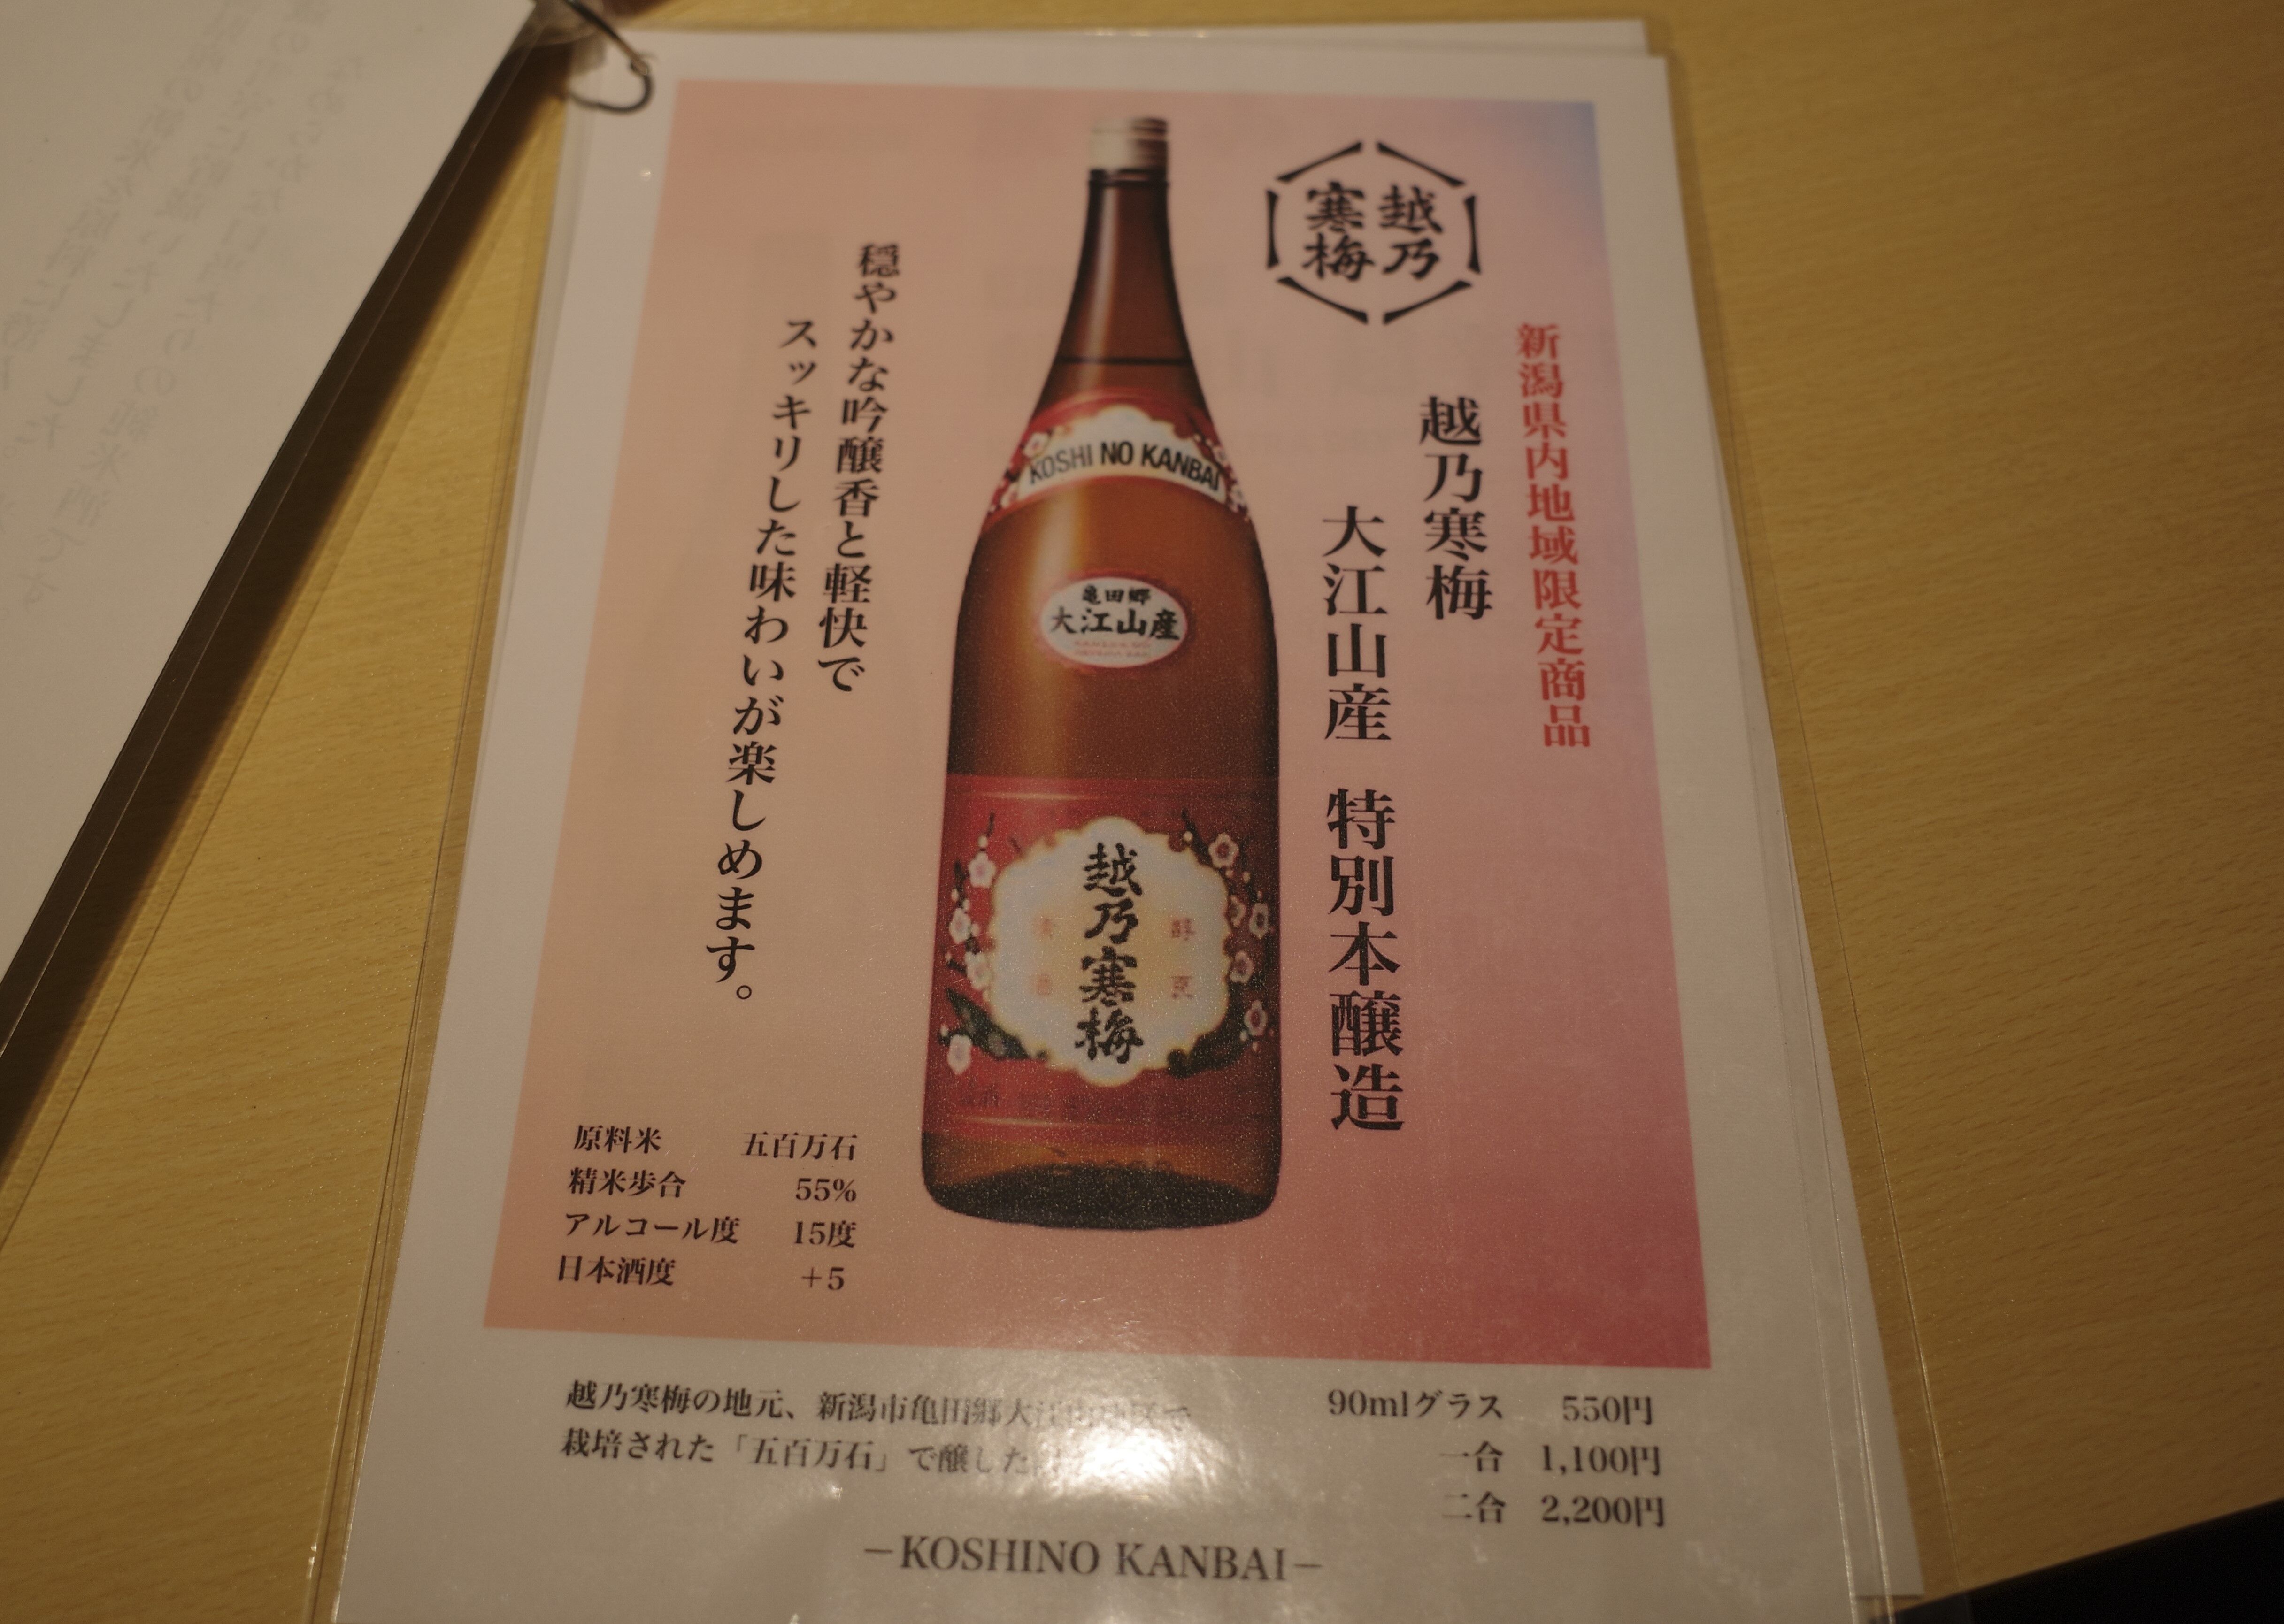 越乃
寒梅
新潟県内地域限定商品
越乃寒梅
大江山産 特別本醸造
KOSHI NO KANBAI
亀田郷
大江山産
越乃寒梅
穏やかな吟醸香と軽快で
スッキリした味わいが楽しめます。
原料米 五百万石
精米歩合 55%
アルコール度 15度
日本酒度 +5
越乃寒梅の地元、新潟市亀田郷大江山地区で
栽培された「五百万石」で醸した
90mlグラス 550円
一合 1,100円
二合 2,200円
－KOSHINO KANBAI－